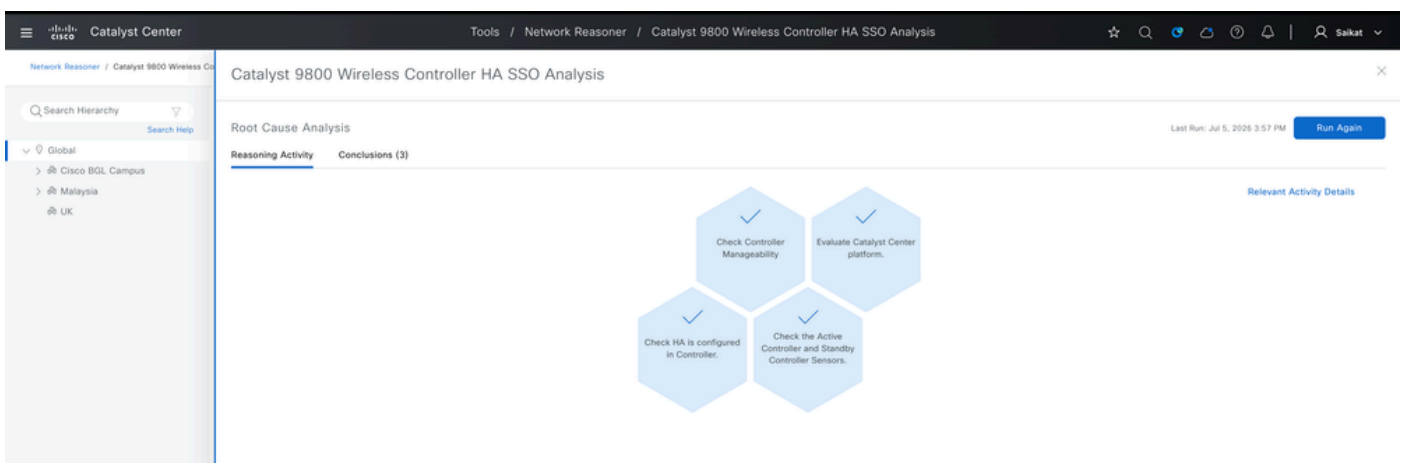 cisco
Catalyst Center
Tools / Network Reasoner / Catalyst 9800 Wireless Controller HA SSO Analysis
Saikat
Network Reasoner / Catalyst 9800 Wireless Co
Catalyst 9800 Wireless Controller HA SSO Analysis
Search Hierarchy
Search Help
Global
Cisco BGL Campus
Malaysia
UK
Root Cause Analysis
Last Run: Jul 5, 2026 3:57 PM
Run Again
Reasoning Activity
Conclusions (3)
Relevant Activity Details
Check Controller
Manageability
Evaluate Catalyst Center
platform.
Check HA is configured
in Controller.
Check the Active
Controller and Standby
Controller Sensors.